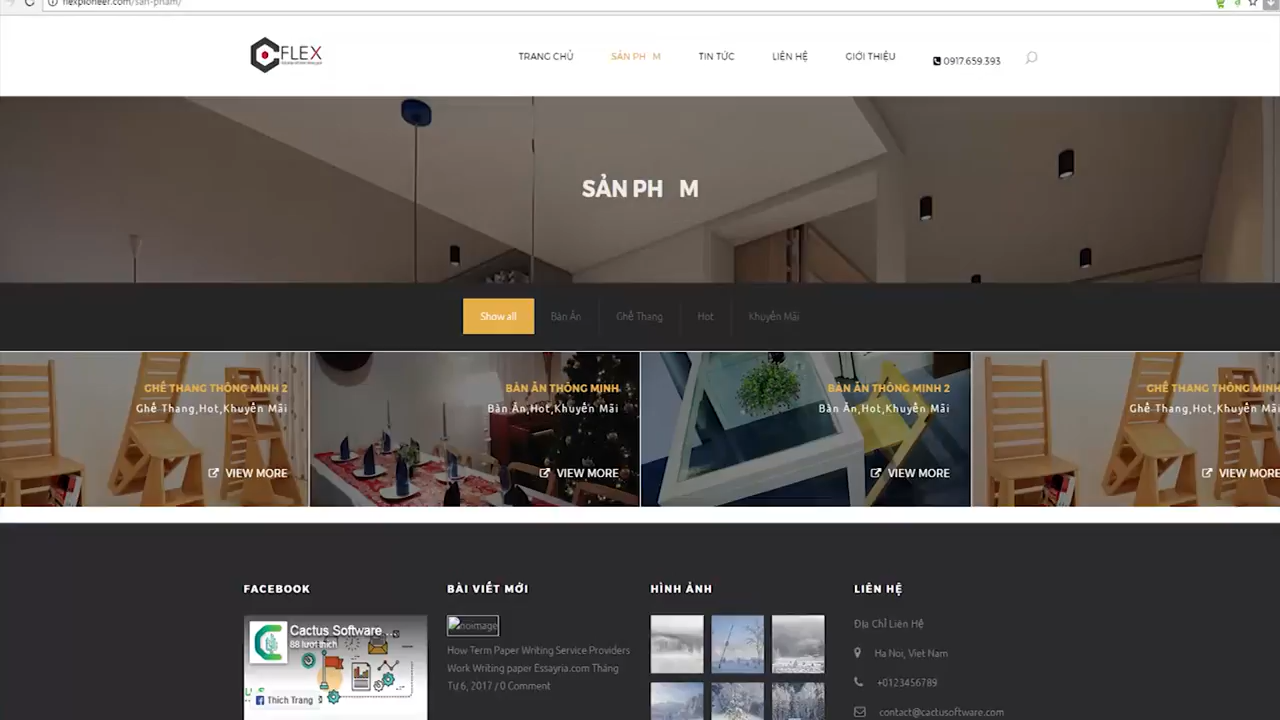 flexpioneer.com/san-pham/
FLEX
TRANG CHỦ
SẢN PH M
TIN TỨC
LIÊN HỆ
GIỚI THIỆU
0917.659.393
SẢN PH M
Show all
Bàn Ăn
Ghế Thang
Hot
Khuyến Mãi
GHẾ THANG THÔNG MINH 2
Ghế Thang,Hot,Khuyến Mãi
VIEW MORE
BÀN ĂN THÔNG MINH
Bàn Ăn,Hot,Khuyến Mãi
VIEW MORE
BÀN ĂN THÔNG MINH 2
Bàn Ăn,Hot,Khuyến Mãi
VIEW MORE
GHẾ THANG THÔNG MINH
Ghế Thang,Hot,Khuyến Mãi
VIEW MORE
FACEBOOK
Cactus Software ...
88 lượt thích
Thích Trang
BÀI VIẾT MỚI
noimage
How Term Paper Writing Service Providers
Work Writing paper Essayria.com Tháng
Tư 6, 2017 / 0 Comment
HÌNH ẢNH
LIÊN HỆ
Địa Chỉ Liên Hệ
Ha Noi, Viet Nam
+0123456789
contact@cactusoftware.com